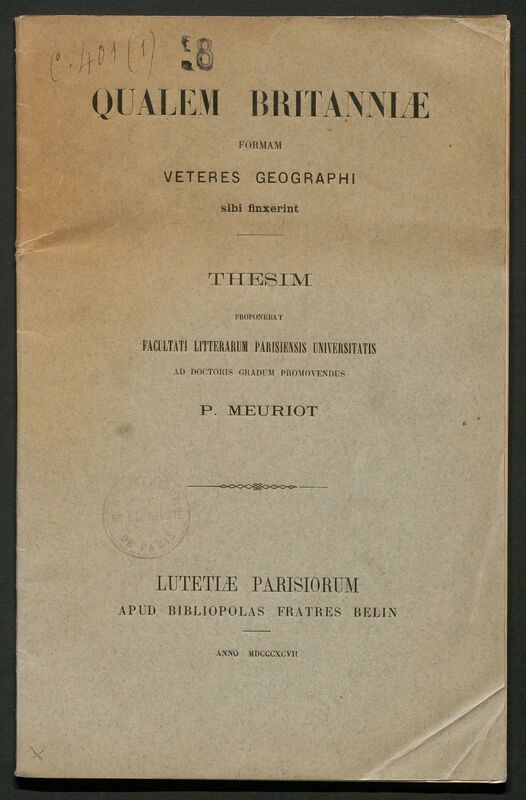 C. 401 (1) 58
QUALEM BRITANNIÆ
FORMAM
VETERES GEOGRAPHI
sibi finxerint
THESIM
PROPONEBAT
FACULTATI LITTERARUM PARISIENSIS UNIVERSITATIS
AD DOCTORIS GRADUM PROMOVENDUS
P. MEURIOT
DE PARIS
LUTETIÆ PARISIORUM
APUD BIBLIOPOLAS FRATRES BELIN
ANNO MDCCCXCVII